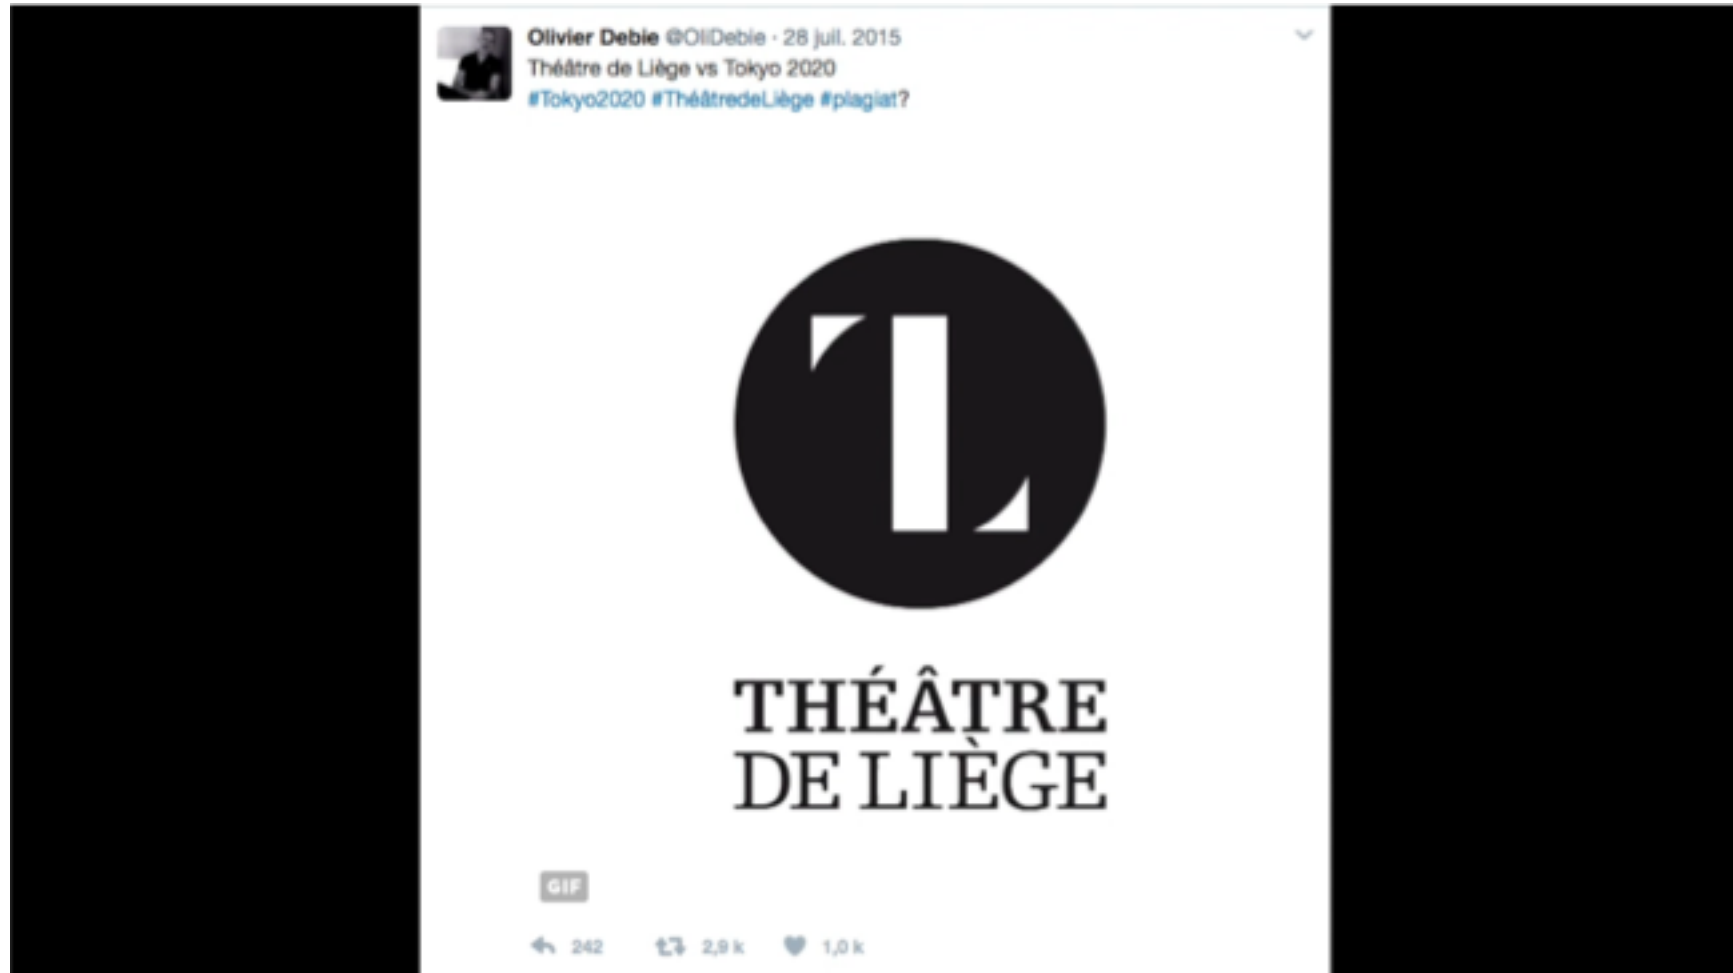 Olivier Debie @OliDebie · 28 juil. 2015
Théâtre de Liège vs Tokyo 2020
#Tokyo2020 #ThéâtredeLiège #plagiat?
TL
THÉÂTRE
DE LIÈGE
GIF
242 2,9 k 1,0 k